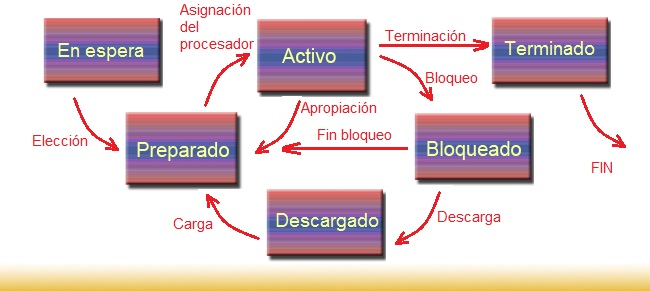 Asignación
del
procesador
En espera
Activo
Terminación
Terminado
Bloqueo
Elección
Apropiación
Preparado
Fin bloqueo
Bloqueado
FIN
Carga
Descargado
Descarga